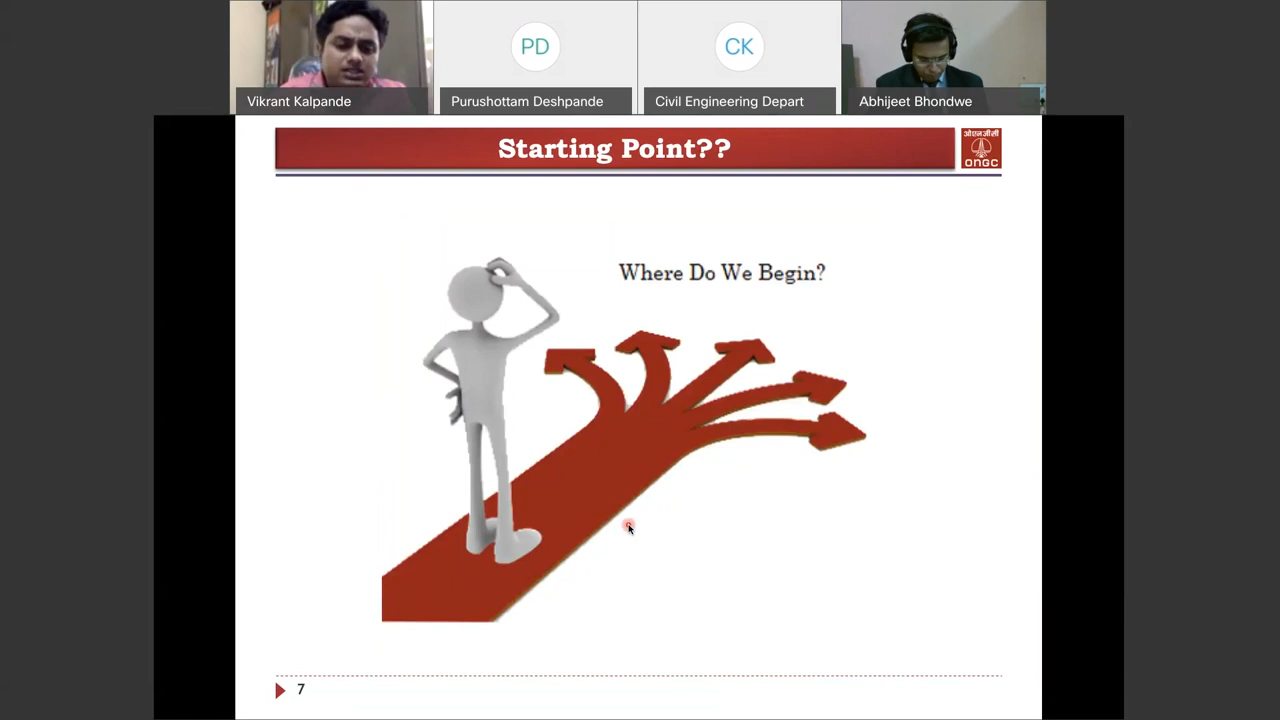 PD
CK
Vikrant Kalpande
Purushottam Deshpande
Civil Engineering Depart
Abhijeet Bhondwe
Starting Point??
ओएनजीसी
ONGC
Where Do We Begin?
7